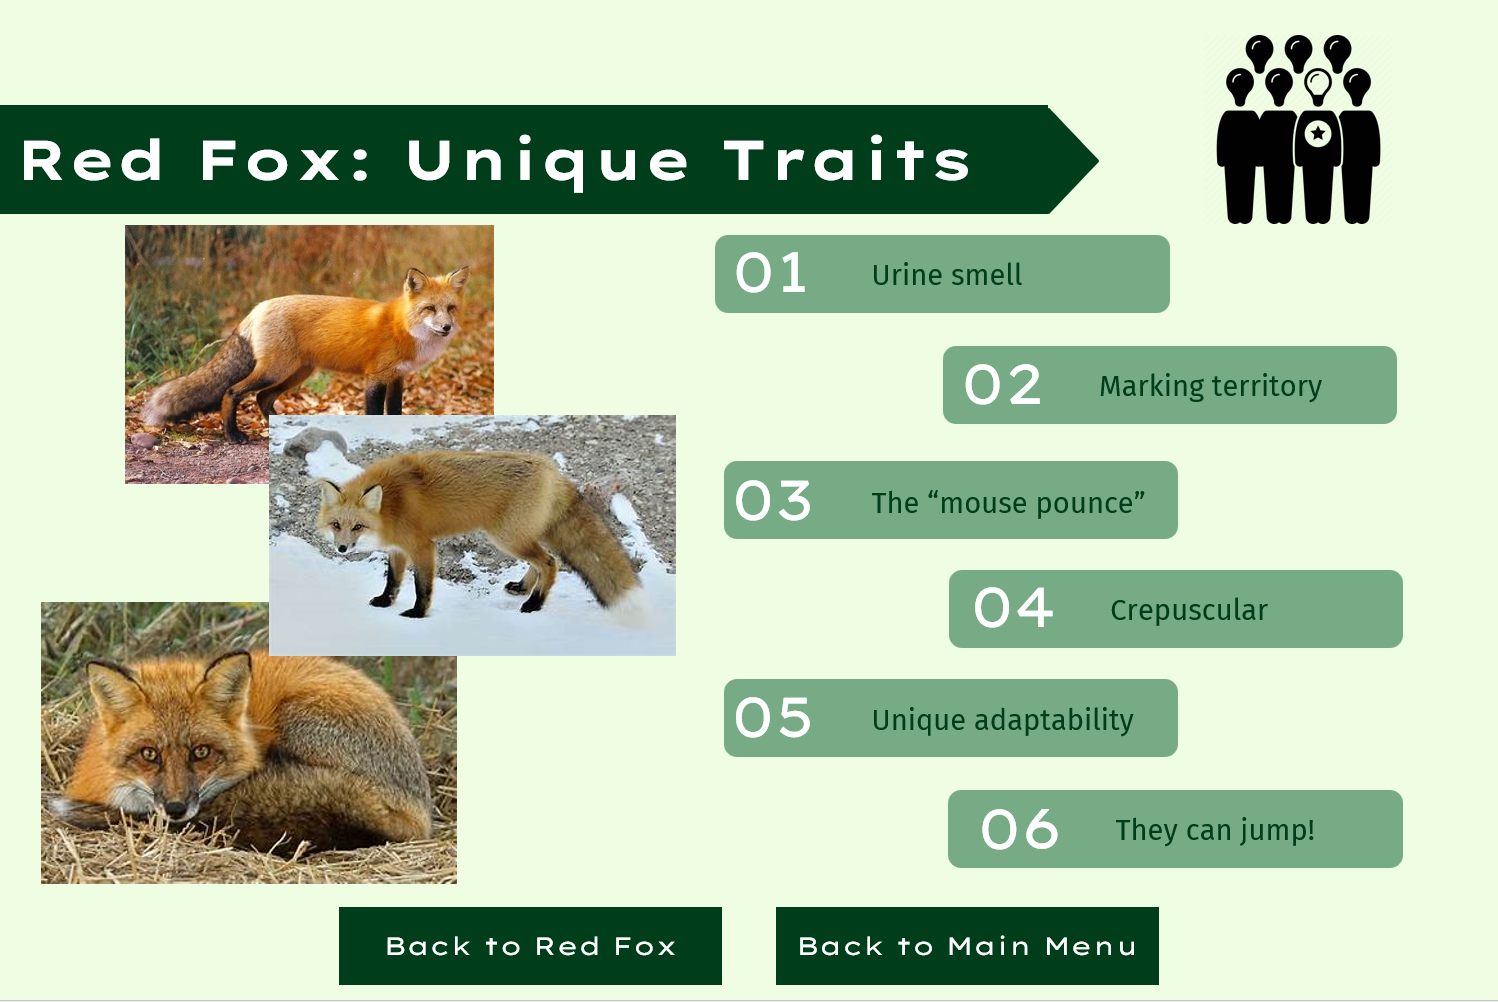 Red Fox: Unique Traits
01 Urine smell
02 Marking territory
03 The “mouse pounce”
04 Crepuscular
05 Unique adaptability
06 They can jump!
Back to Red Fox
Back to Main Menu